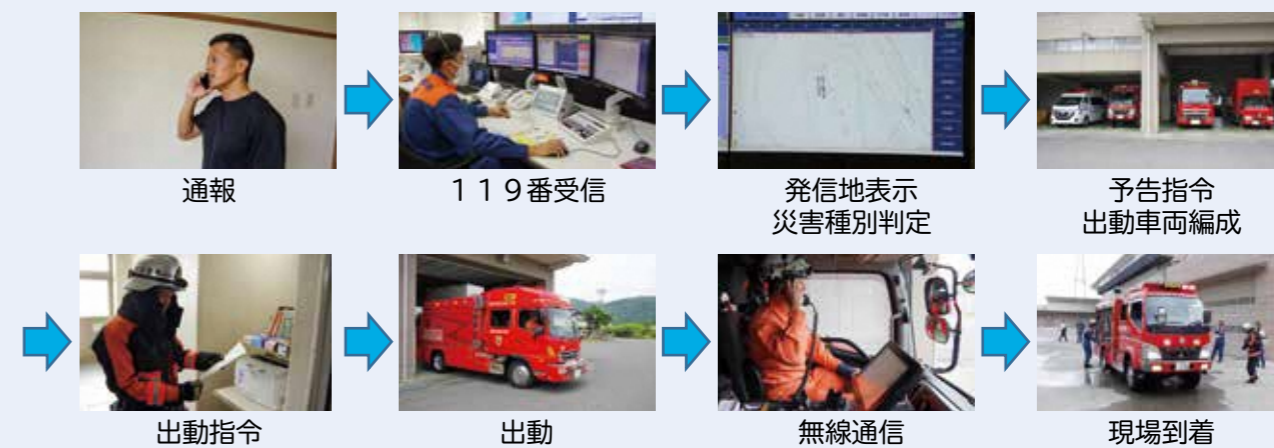 通報
１１９番受信
発信地表示
災害種別判定
予告指令
出動車両編成
出動指令
出動
無線通信
現場到着